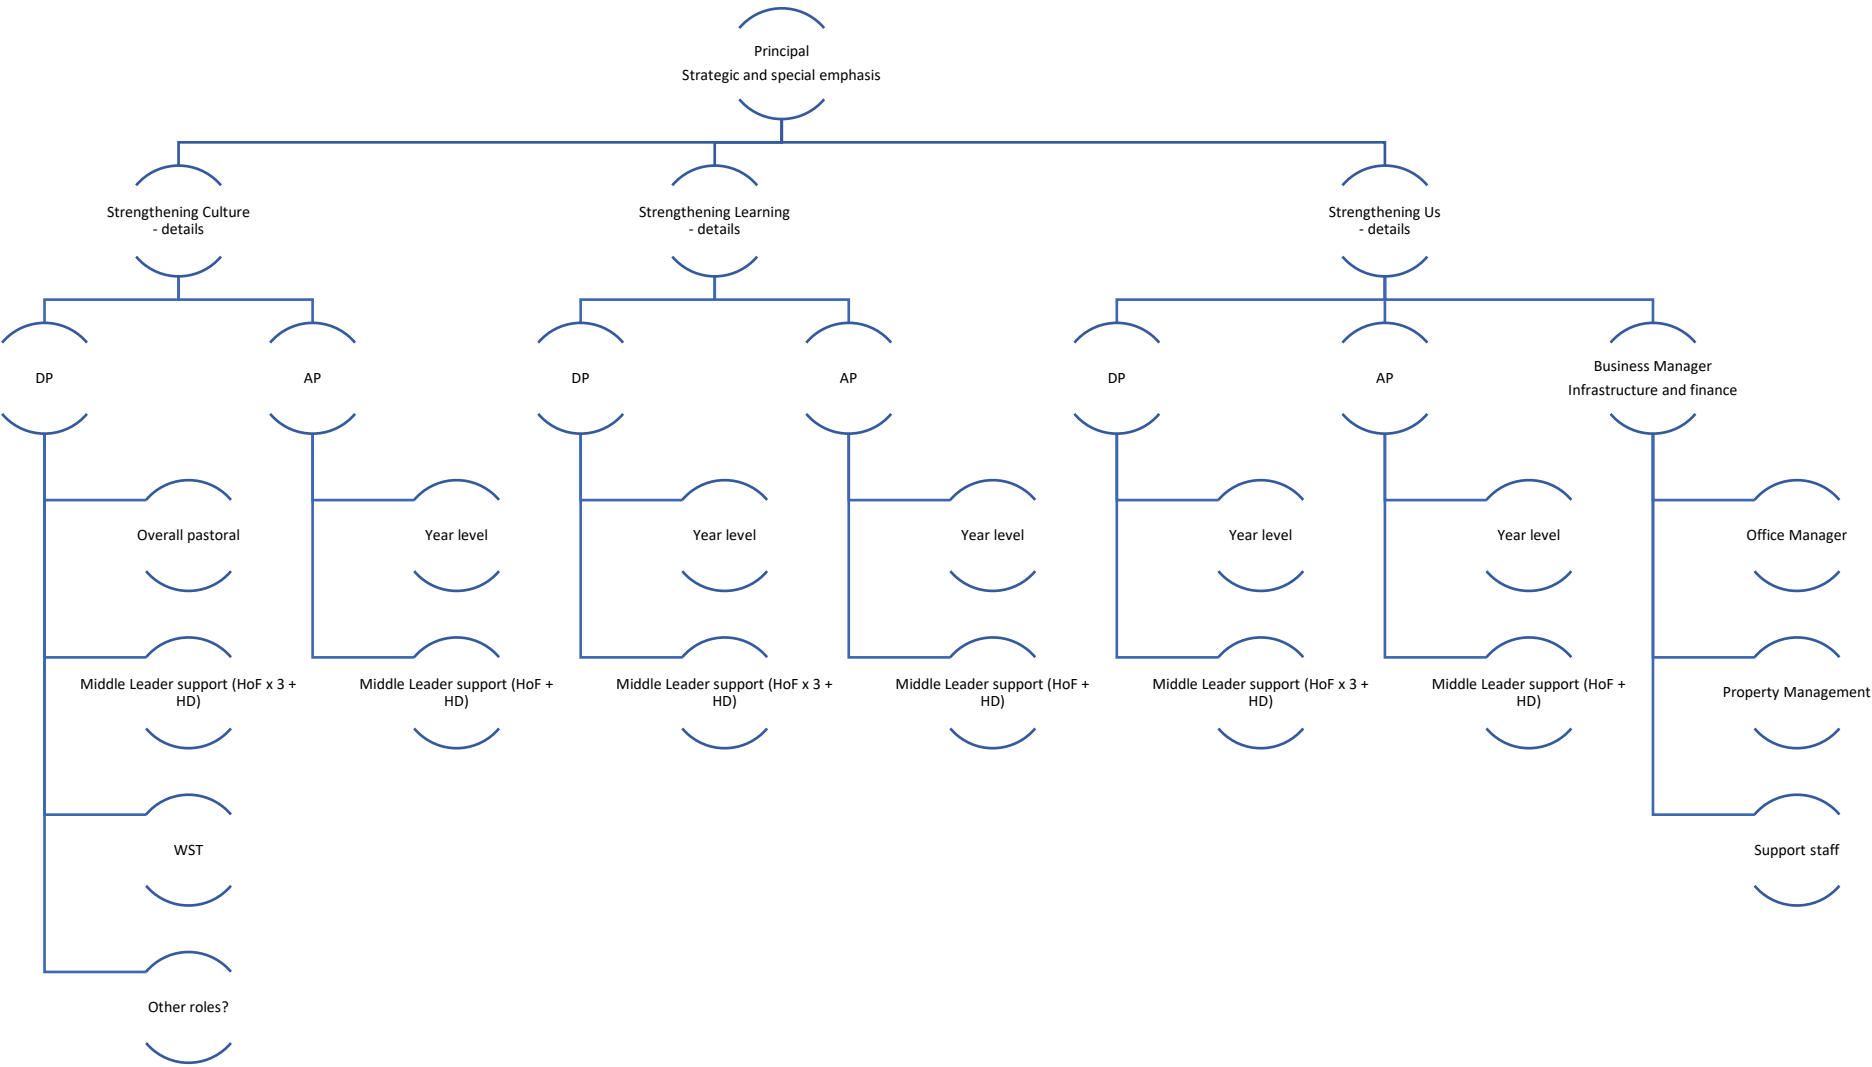 Principal
Strategic and special emphasis
Strengthening Culture
- details
Strengthening Learning
- details
Strengthening Us
- details
DP
AP
DP
AP
DP
AP
Business Manager
Infrastructure and finance
Overall pastoral
Year level
Year level
Year level
Year level
Year level
Office Manager
Middle Leader support (HoF x 3 +
HD)
Middle Leader support (HoF +
HD)
Middle Leader support (HoF x 3 +
HD)
Middle Leader support (HoF +
HD)
Middle Leader support (HoF x 3 +
HD)
Middle Leader support (HoF +
HD)
Property Management
WST
Support staff
Other roles?